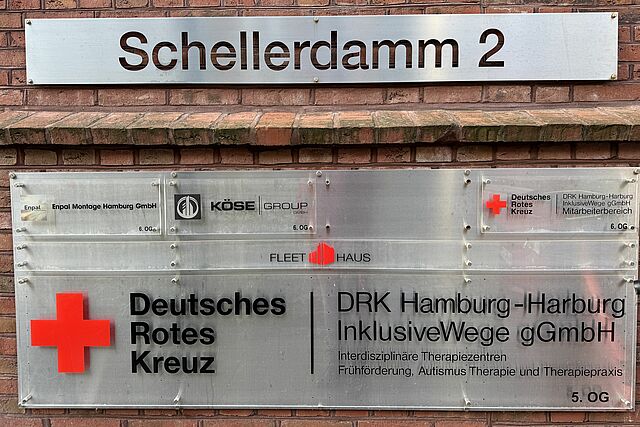 Schellerdamm 2
Enpal Enpal Montage Hamburg GmbH
6. OG
KÖSE GROUP
GMBH
6. OG
Deutsches
Rotes
Kreuz
DRK Hamburg-Harburg
InklusiveWege gGmbH
Mitarbeiterbereich
6. OG
FLEET HAUS
Deutsches
Rotes
Kreuz
DRK Hamburg-Harburg
InklusiveWege gGmbH
Interdisziplinäre Therapiezentren
Frühförderung, Autismus Therapie und Therapiepraxis
5. OG